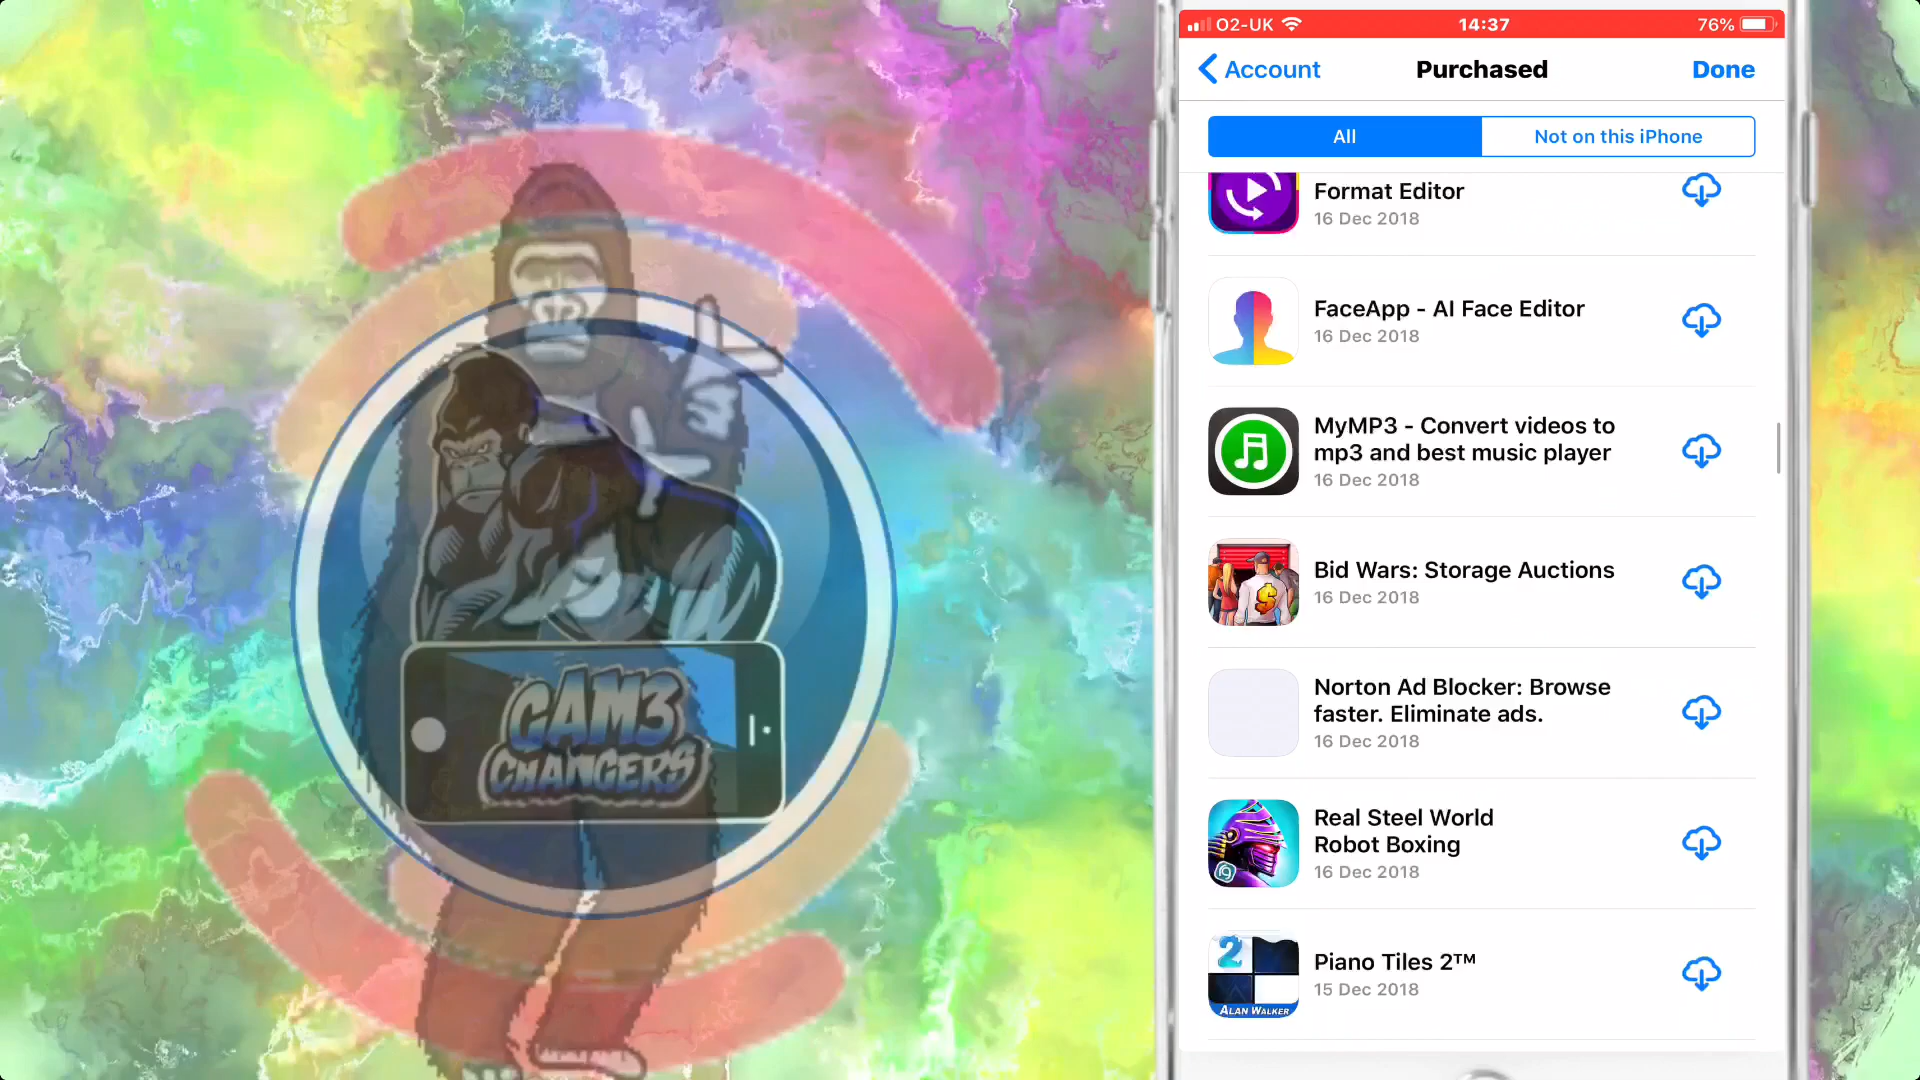 O2-UK
14:37
76%
Account
Purchased
Done
All
Not on this iPhone
Format Editor
16 Dec 2018
FaceApp - AI Face Editor
16 Dec 2018
MyMP3 - Convert videos to
mp3 and best music player
16 Dec 2018
Bid Wars: Storage Auctions
16 Dec 2018
Norton Ad Blocker: Browse
faster. Eliminate ads.
16 Dec 2018
Real Steel World
Robot Boxing
16 Dec 2018
2
ALAN WALKER
Piano Tiles 2™
15 Dec 2018
GAM3
CHANGERS